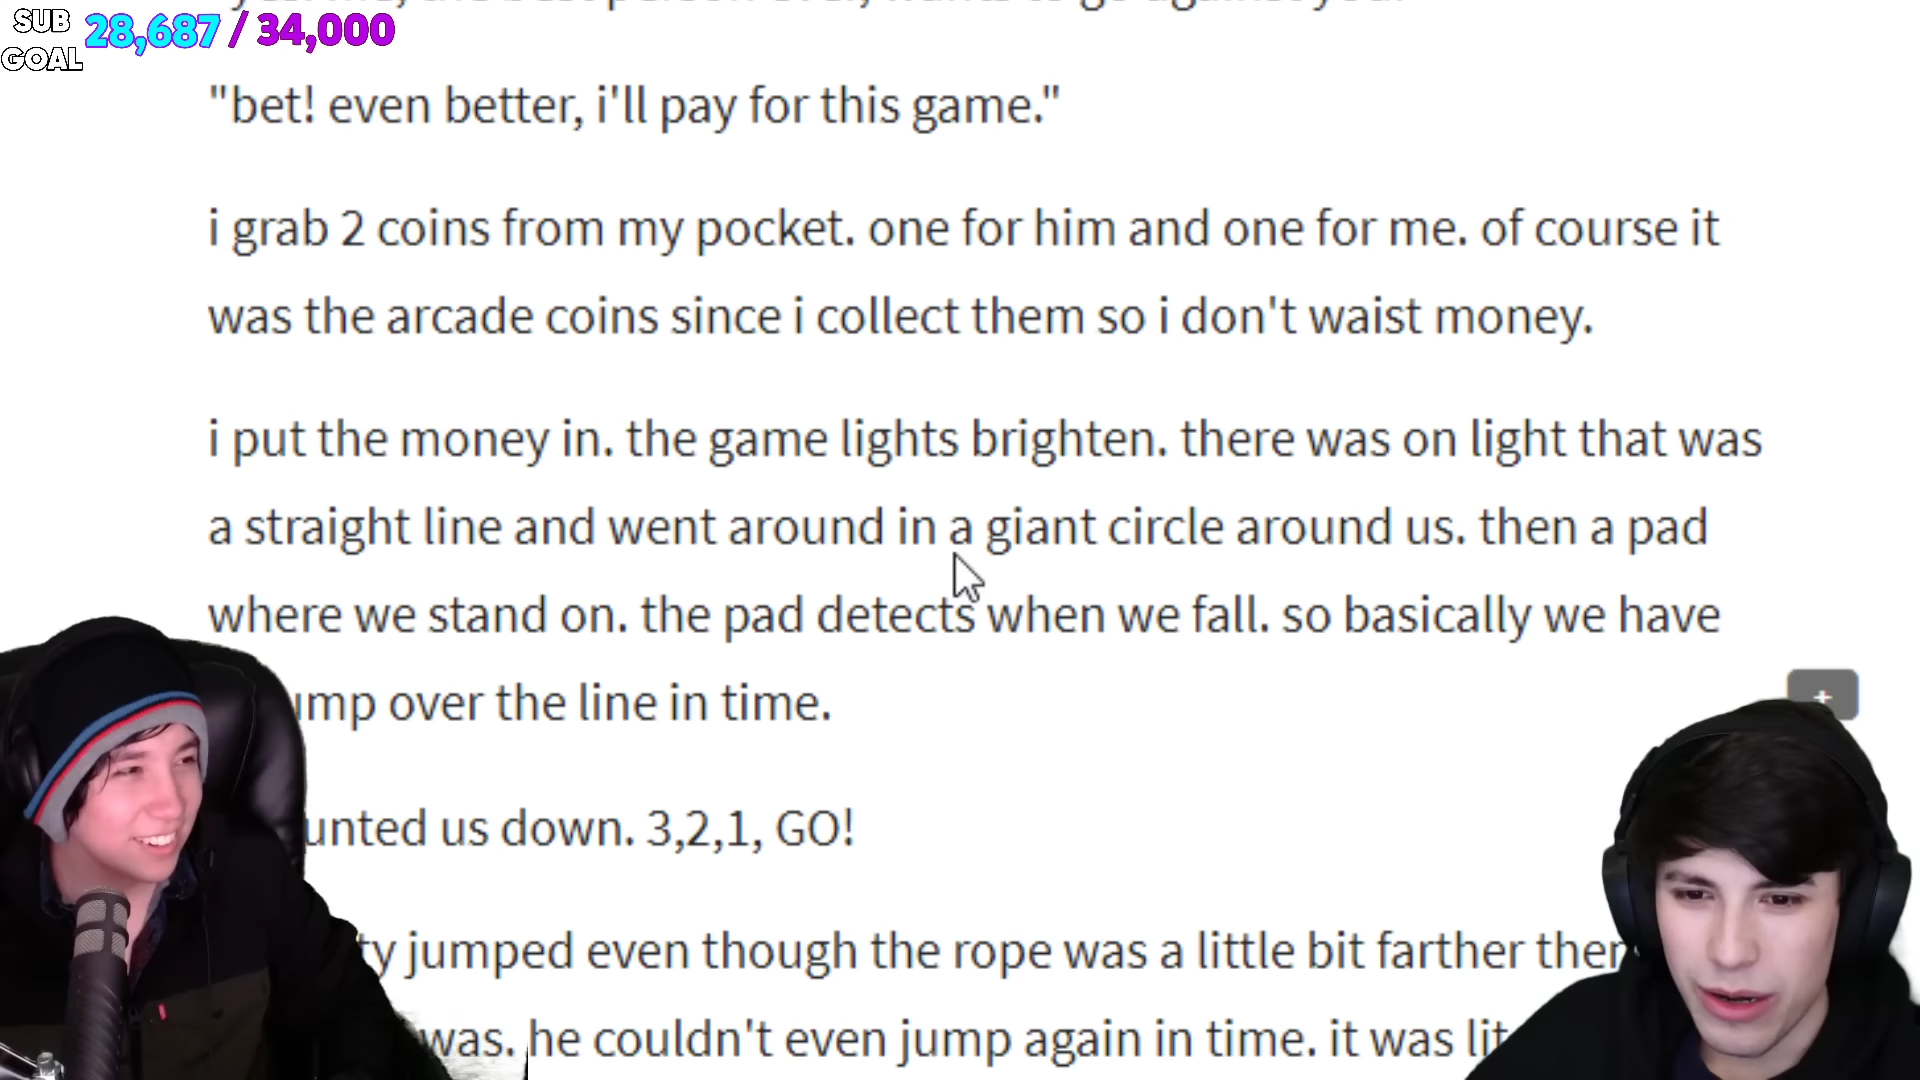 SUB GOAL 28,687 / 34,000
"bet! even better, i'll pay for this game."
i grab 2 coins from my pocket. one for him and one for me. of course it
was the arcade coins since i collect them so i don't waist money.
i put the money in. the game lights brighten. there was on light that was
a straight line and went around in a giant circle around us. then a pad
where we stand on. the pad detects when we fall. so basically we have
over the line in time.
us down. 3,2,1, GO!
jumped even though the rope was a little bit farther
was. he couldn't even jump again in time. it was